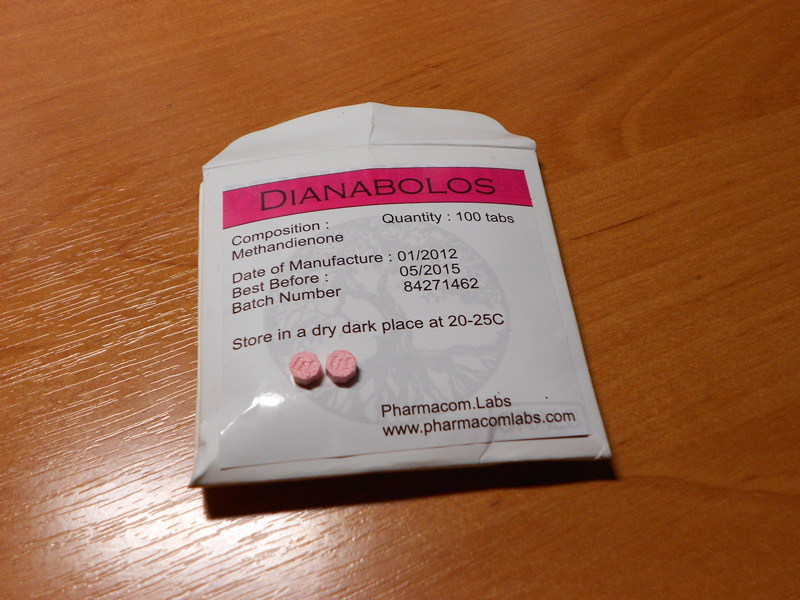 DIANABOLOS
Composition : Quantity : 100 tabs
Methandienone
Date of Manufacture : 01/2012
Best Before : 05/2015
Batch Number 84271462
Store in a dry dark place at 20-25C
Pharmacom.Labs
www.pharmacomlabs.com